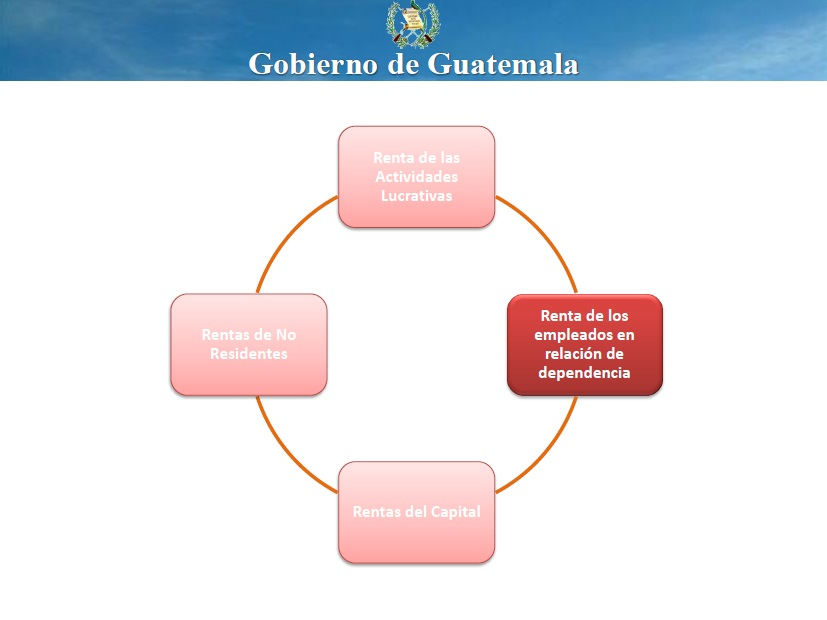 Gobierno de Guatemala
Renta de las
Actividades
Lucrativas
Rentas de No
Residentes
Renta de los
empleados en
relación de
dependencia
Rentas del Capital